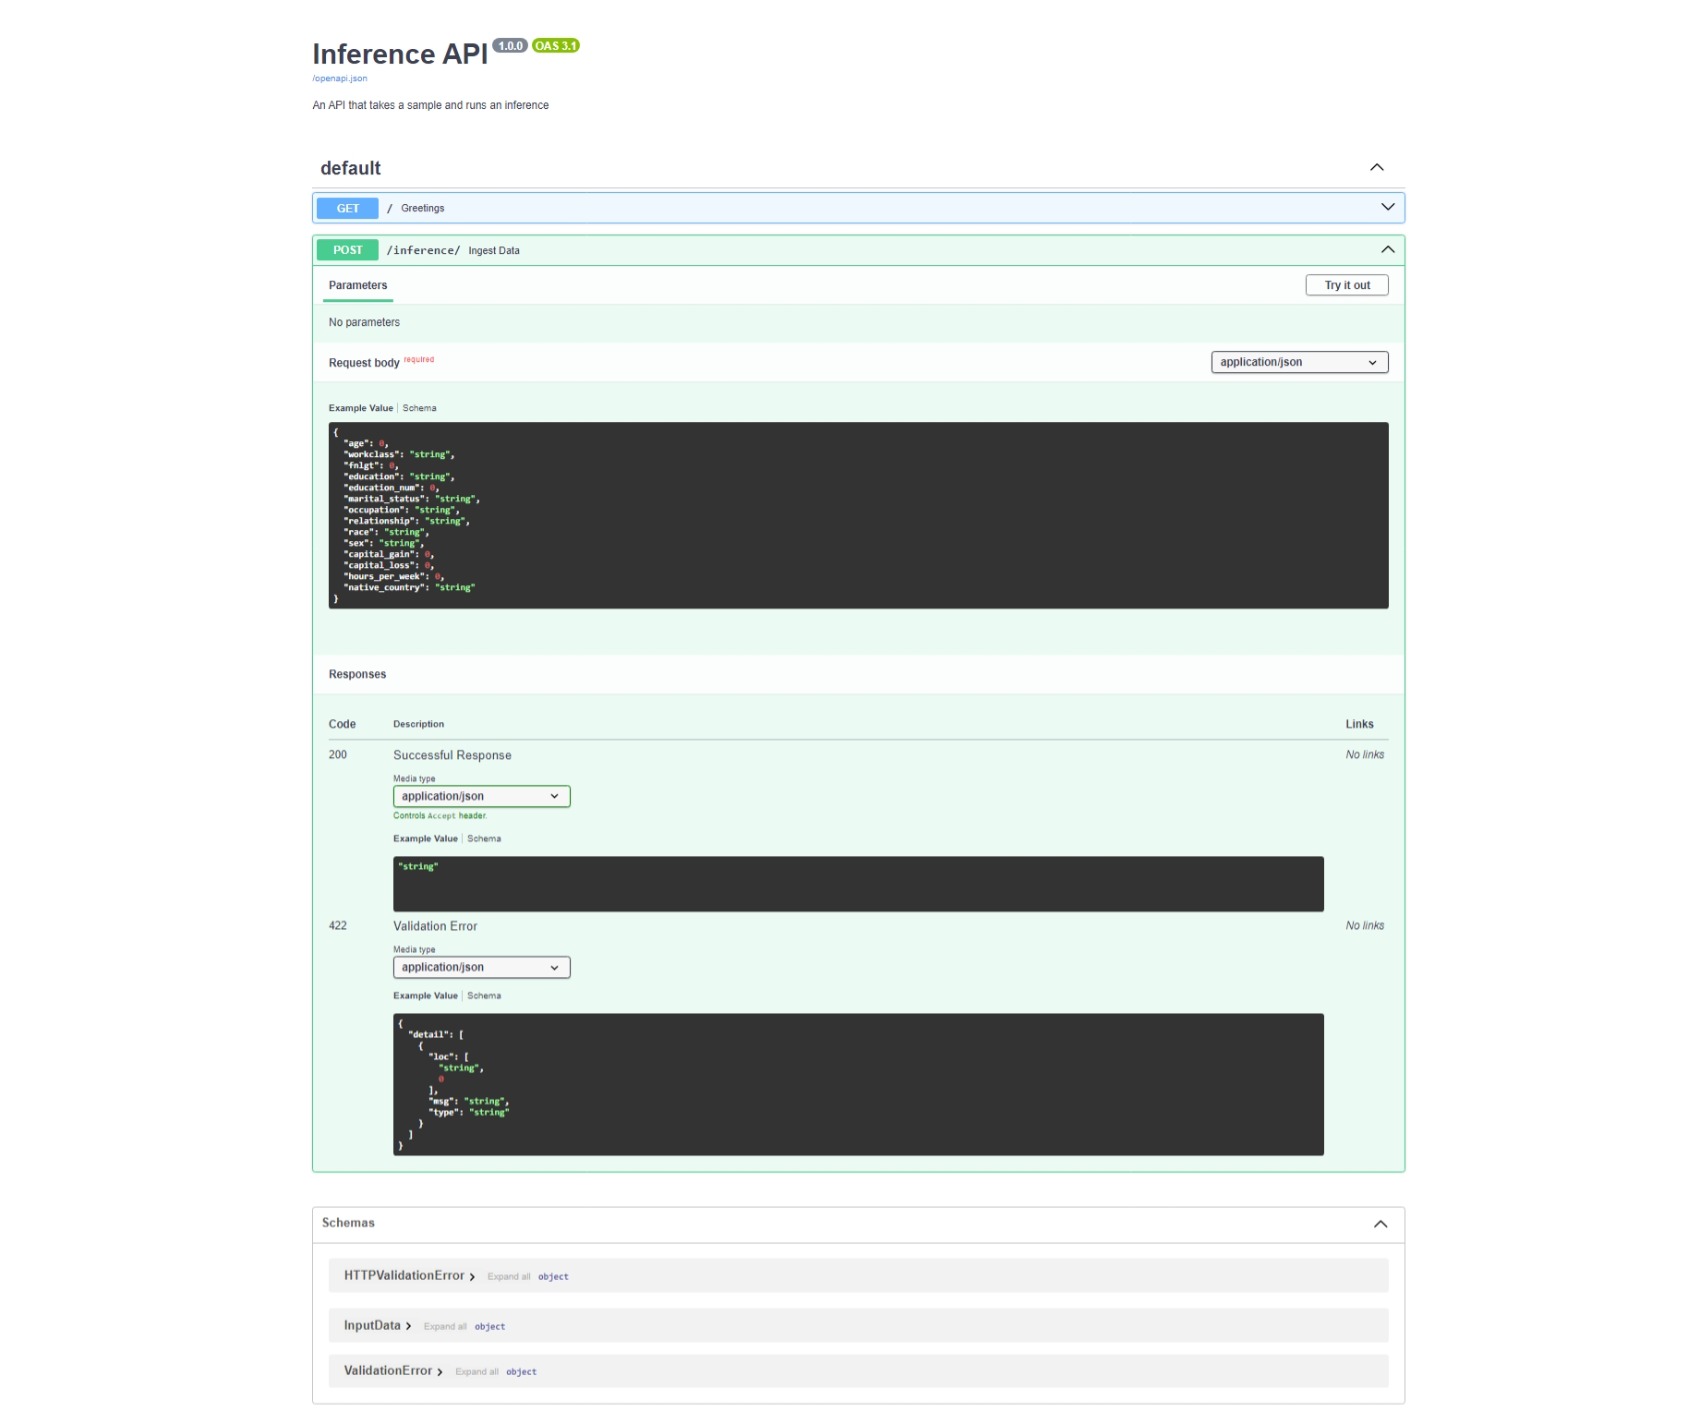 Inference API 1.0.0 OAS 3.1
/openapi.json
An API that takes a sample and runs an inference
default
GET / Greetings
POST /inference/ Ingest Data
Parameters Try it out
No parameters
Request body required application/json
Example Value | Schema
{
"age": 0,
"workclass": "string",
"fnlgt": 0,
"education": "string",
"education_num": 0,
"marital_status": "string",
"occupation": "string",
"relationship": "string",
"race": "string",
"sex": "string",
"capital_gain": 0,
"capital_loss": 0,
"hours_per_week": 0,
"native_country": "string"
}
Responses
Code Description Links
200 Successful Response No links
Media type
application/json
Controls Accept header.
Example Value | Schema
"string"
422 Validation Error No links
Media type
application/json
Example Value | Schema
{
"detail": [
{
"loc": [
"string",
0
],
"msg": "string",
"type": "string"
}
]
}
Schemas
HTTPValidationError Expand all object
InputData Expand all object
ValidationError Expand all object